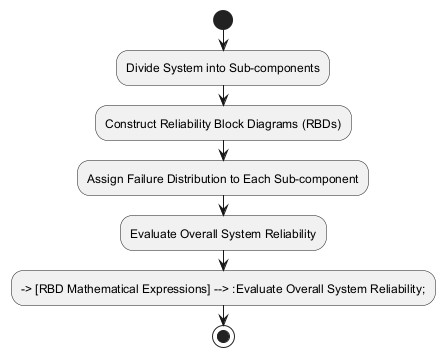 Divide System into Sub-components
Construct Reliability Block Diagrams (RBDs)
Assign Failure Distribution to Each Sub-component
Evaluate Overall System Reliability
-> [RBD Mathematical Expressions] --> :Evaluate Overall System Reliability;